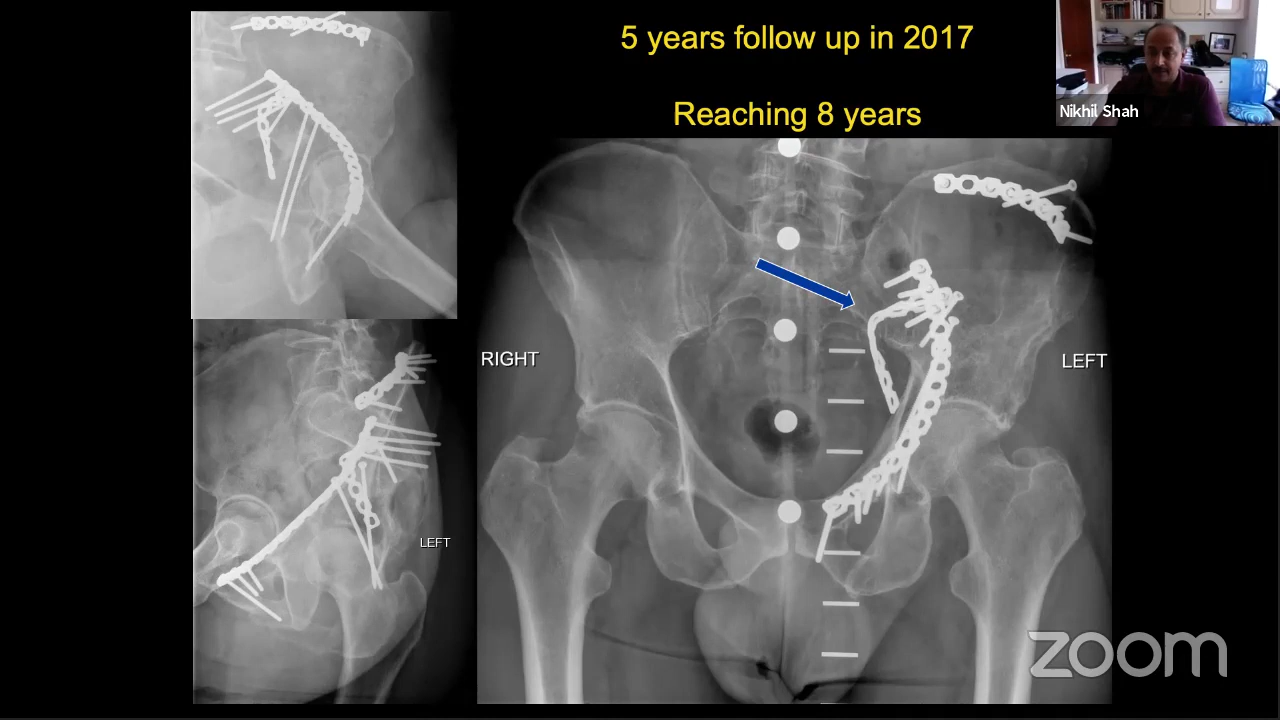 5 years follow up in 2017
Reaching 8 years
Nikhil Shah
RIGHT
LEFT
LEFT
zoom